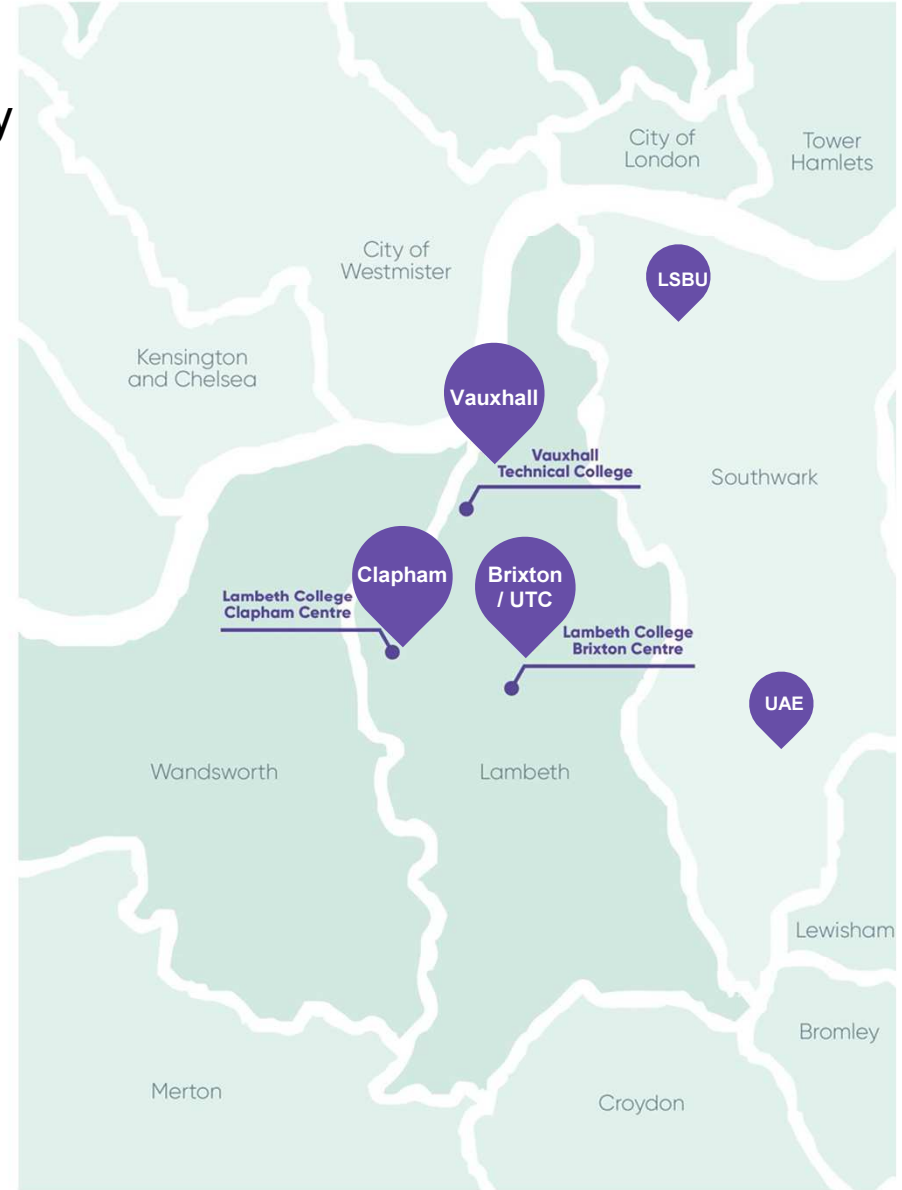 y
City of
London
Tower
Hamlets
City of
Westmister
LSBU
Kensington
and Chelsea
Vauxhall
Vauxhall
Technical College
Southwark
Clapham
Brixton
/ UTC
Lambeth College
Clapham Centre
Lambeth College
Brixton Centre
UAE
Wandsworth
Lambeth
Lewisham
Bromley
Merton
Croydon